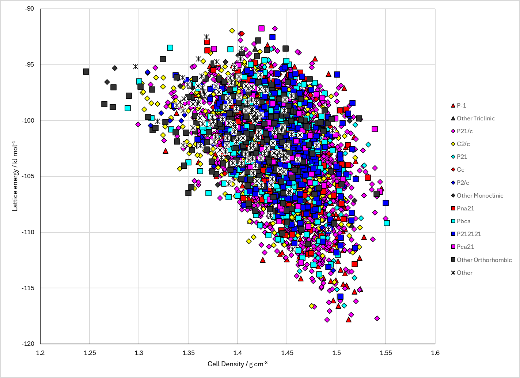 -90
-95
-100
-105
-110
-115
-120
Lattice energy / kJ mol⁻¹
1.2
1.25
1.3
1.35
1.4
1.45
1.5
1.55
1.6
Cell Density / g cm⁻³
P-1
Other Triclinic
P21/c
C2/c
P21
Cc
P2/c
Other Monoclinic
Pna21
Pbca
P212121
Pca21
Other Orthorhombic
Other